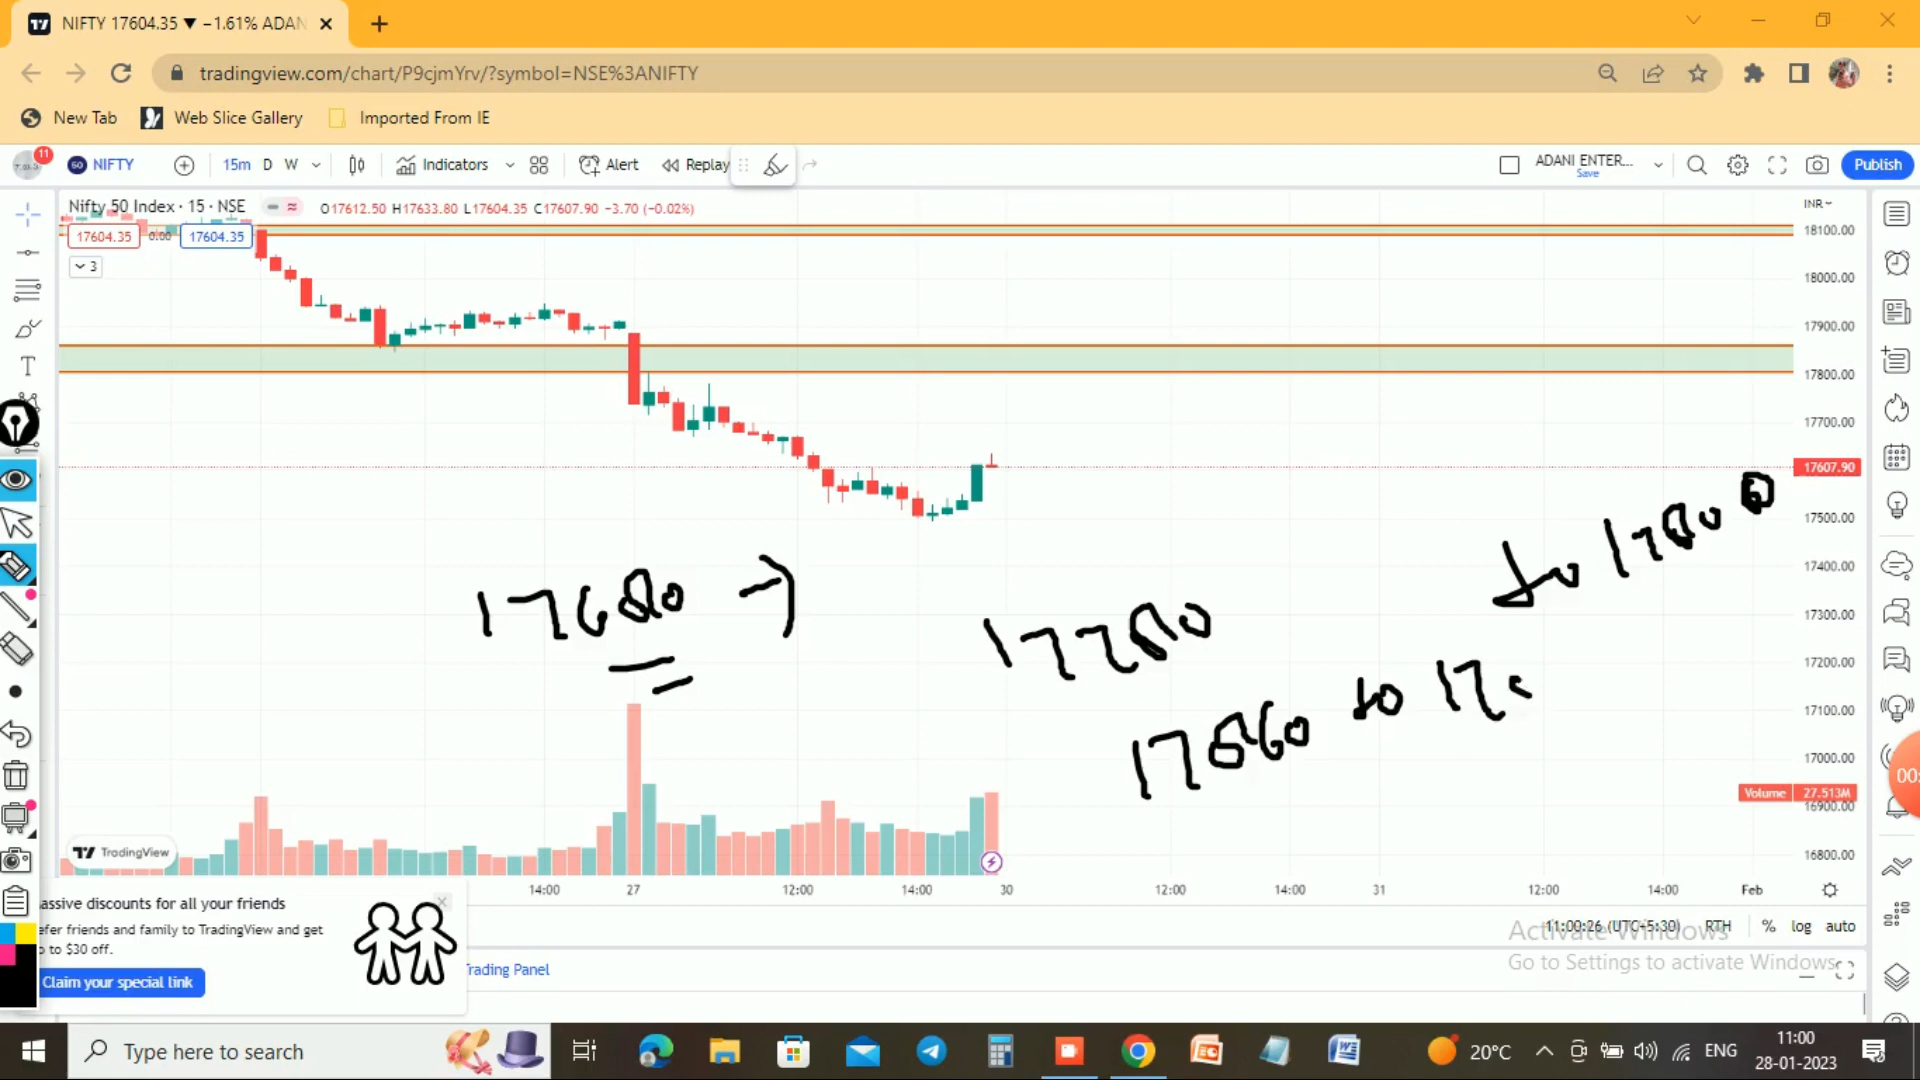 NIFTY 17604.35 ▼ −1.61% ADAN
tradingview.com/chart/P9cjmYrv/?symbol=NSE%3ANIFTY
New Tab
Web Slice Gallery
Imported From IE
11
50 NIFTY
15m D W
Indicators
Alert
Replay
ADANI ENTER...
Save
Publish
Nifty 50 Index · 15 · NSE
O17612.50 H17633.80 L17604.35 C17607.90 −3.70 (−0.02%)
INR
17604.35 0.00 17604.35
3
18100.00
18000.00
17900.00
17800.00
17700.00
17607.90
17500.00
17400.00
17300.00
17200.00
17100.00
17000.00
16900.00
16800.00
17680
17780
to 1780
17860 to 17
Volume 27.513M
TradingView
14:00 27 12:00 14:00 30 12:00 14:00 31 12:00 14:00 Feb
11:00:26 (UTC+5:30) RTH % log auto
assive discounts for all your friends
efer friends and family to TradingView and get
to $30 off.
Claim your special link
Trading Panel
Activate Windows
Go to Settings to activate Windows.
00:
Type here to search
20°C
ENG
11:00
28-01-2023